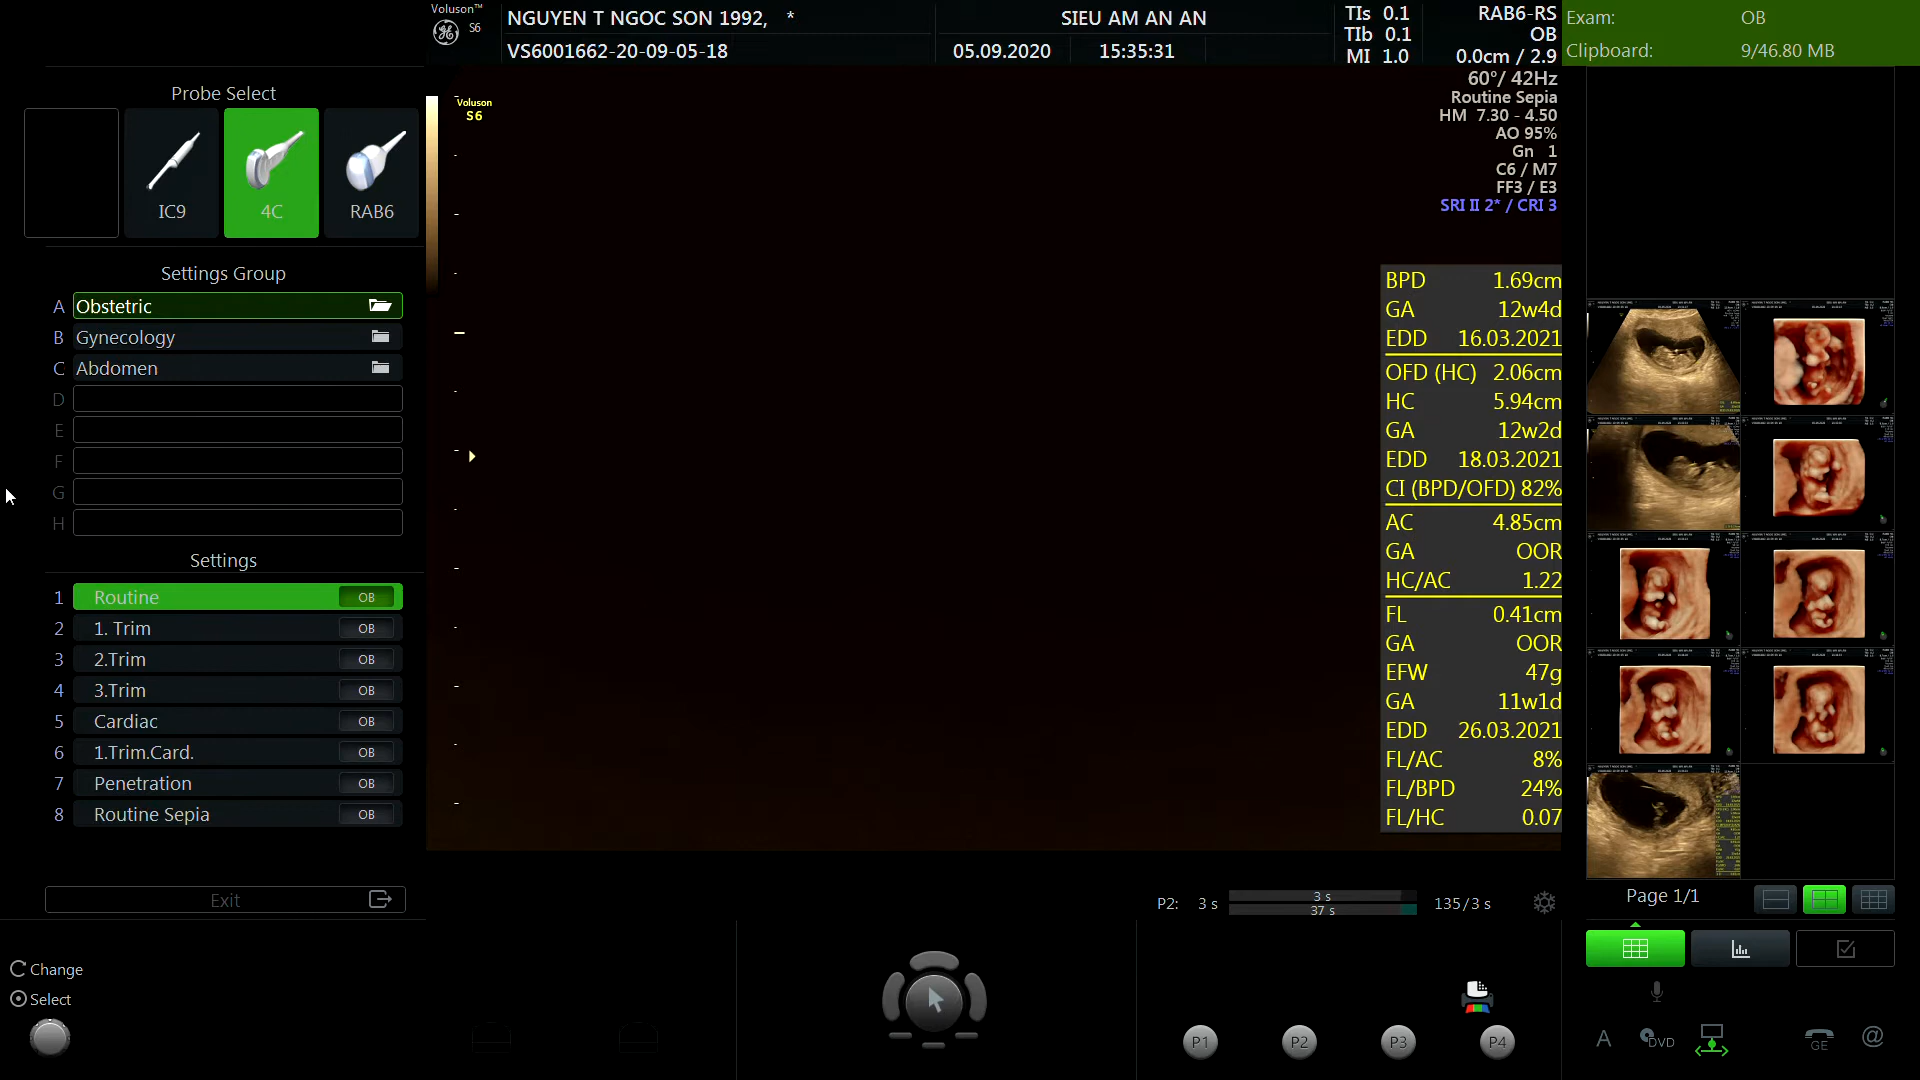 Voluson™
S6
NGUYEN T NGOC SON 1992, *
VS6001662-20-09-05-18
SIEU AM AN AN
05.09.2020 15:35:31
TIs 0.1
TIb 0.1
MI 1.0
RAB6-RS
OB
0.0cm / 2.9
60°/ 42Hz
Routine Sepia
HM 7.30 - 4.50
AO 95%
Gn 1
C6 / M7
FF3 / E3
SRI II 2* / CRI 3
Exam: OB
Clipboard: 9/46.80 MB
Probe Select
IC9
4C
RAB6
Settings Group
A Obstetric
B Gynecology
C Abdomen
D
E
F
G
H
Settings
1 Routine OB
2 1. Trim OB
3 2.Trim OB
4 3.Trim OB
5 Cardiac OB
6 1.Trim.Card. OB
7 Penetration OB
8 Routine Sepia OB
Exit
Change
Select
Voluson
S6
BPD 1.69cm
GA 12w4d
EDD 16.03.2021
OFD (HC) 2.06cm
HC 5.94cm
GA 12w2d
EDD 18.03.2021
CI (BPD/OFD) 82%
AC 4.85cm
GA OOR
HC/AC 1.22
FL 0.41cm
GA OOR
EFW 47g
GA 11w1d
EDD 26.03.2021
FL/AC 8%
FL/BPD 24%
FL/HC 0.07
P2: 3 s
3 s
37 s
135/3 s
P1
P2
P3
P4
Page 1/1
A
DVD
GE
@